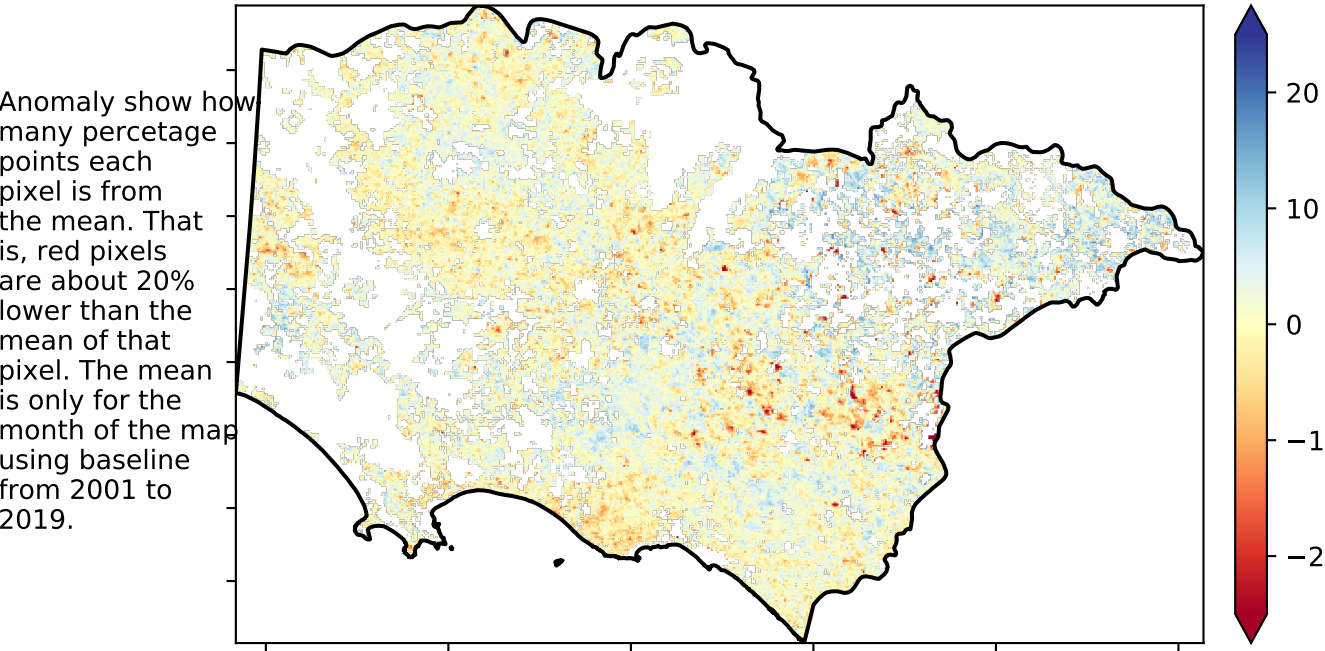 Anomaly show how
many percetage
points each
pixel is from
the mean. That
is, red pixels
are about 20%
lower than the
mean of that
pixel. The mean
is only for the
month of the map
using baseline
from 2001 to
2019.
20
10
0
−1
−2